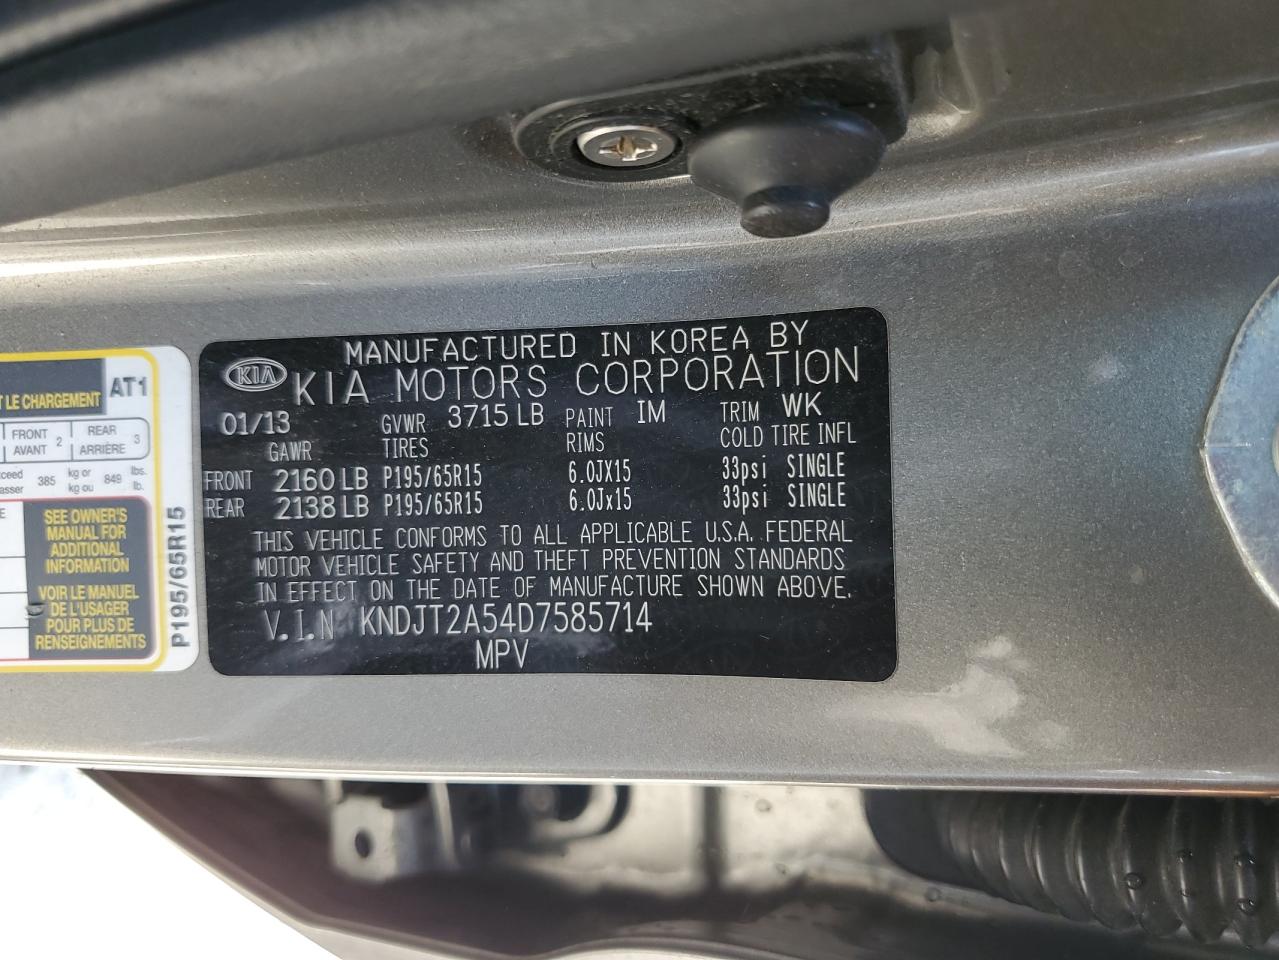 T LE CHARGEMENT AT1
FRONT 2 REAR 3
AVANT ARRIÈRE
385 kg or 849 lbs.
kg ou lb.
SEE OWNER'S
MANUAL FOR
ADDITIONAL
INFORMATION
VOIR LE MANUEL
DE L'USAGER
POUR PLUS DE
RENSEIGNEMENTS
P195/65R15
MANUFACTURED IN KOREA BY
KIA KIA MOTORS CORPORATION
01/13 GVWR 3715 LB PAINT IM TRIM WK
GAWR TIRES RIMS COLD TIRE INFL
FRONT 2160 LB P195/65R15 6.0JX15 33psi SINGLE
REAR 2138 LB P195/65R15 6.0Jx15 33psi SINGLE
THIS VEHICLE CONFORMS TO ALL APPLICABLE U.S.A. FEDERAL
MOTOR VEHICLE SAFETY AND THEFT PREVENTION STANDARDS
IN EFFECT ON THE DATE OF MANUFACTURE SHOWN ABOVE.
V.I.N KNDJT2A54D7585714
MPV